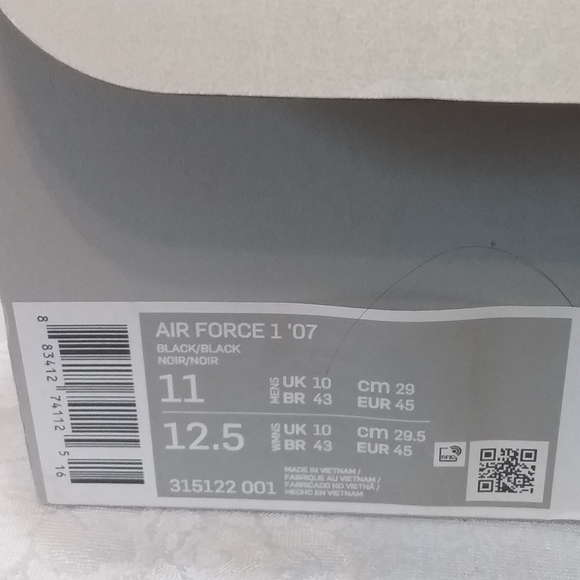 AIR FORCE 1 '07
BLACK/BLACK
NOIR/NOIR
11 MENS UK 10 CM 29
BR 43 EUR 45
12.5 WMNS UK 10 CM 29.5
BR 43 EUR 45
315122 001
MADE IN VIETNAM /
FABRIQUE AU VIETNAM /
FABRICADO NO VIETNÃ /
HECHO EN VIETNAM
RFID
8 83412 74112 5 16